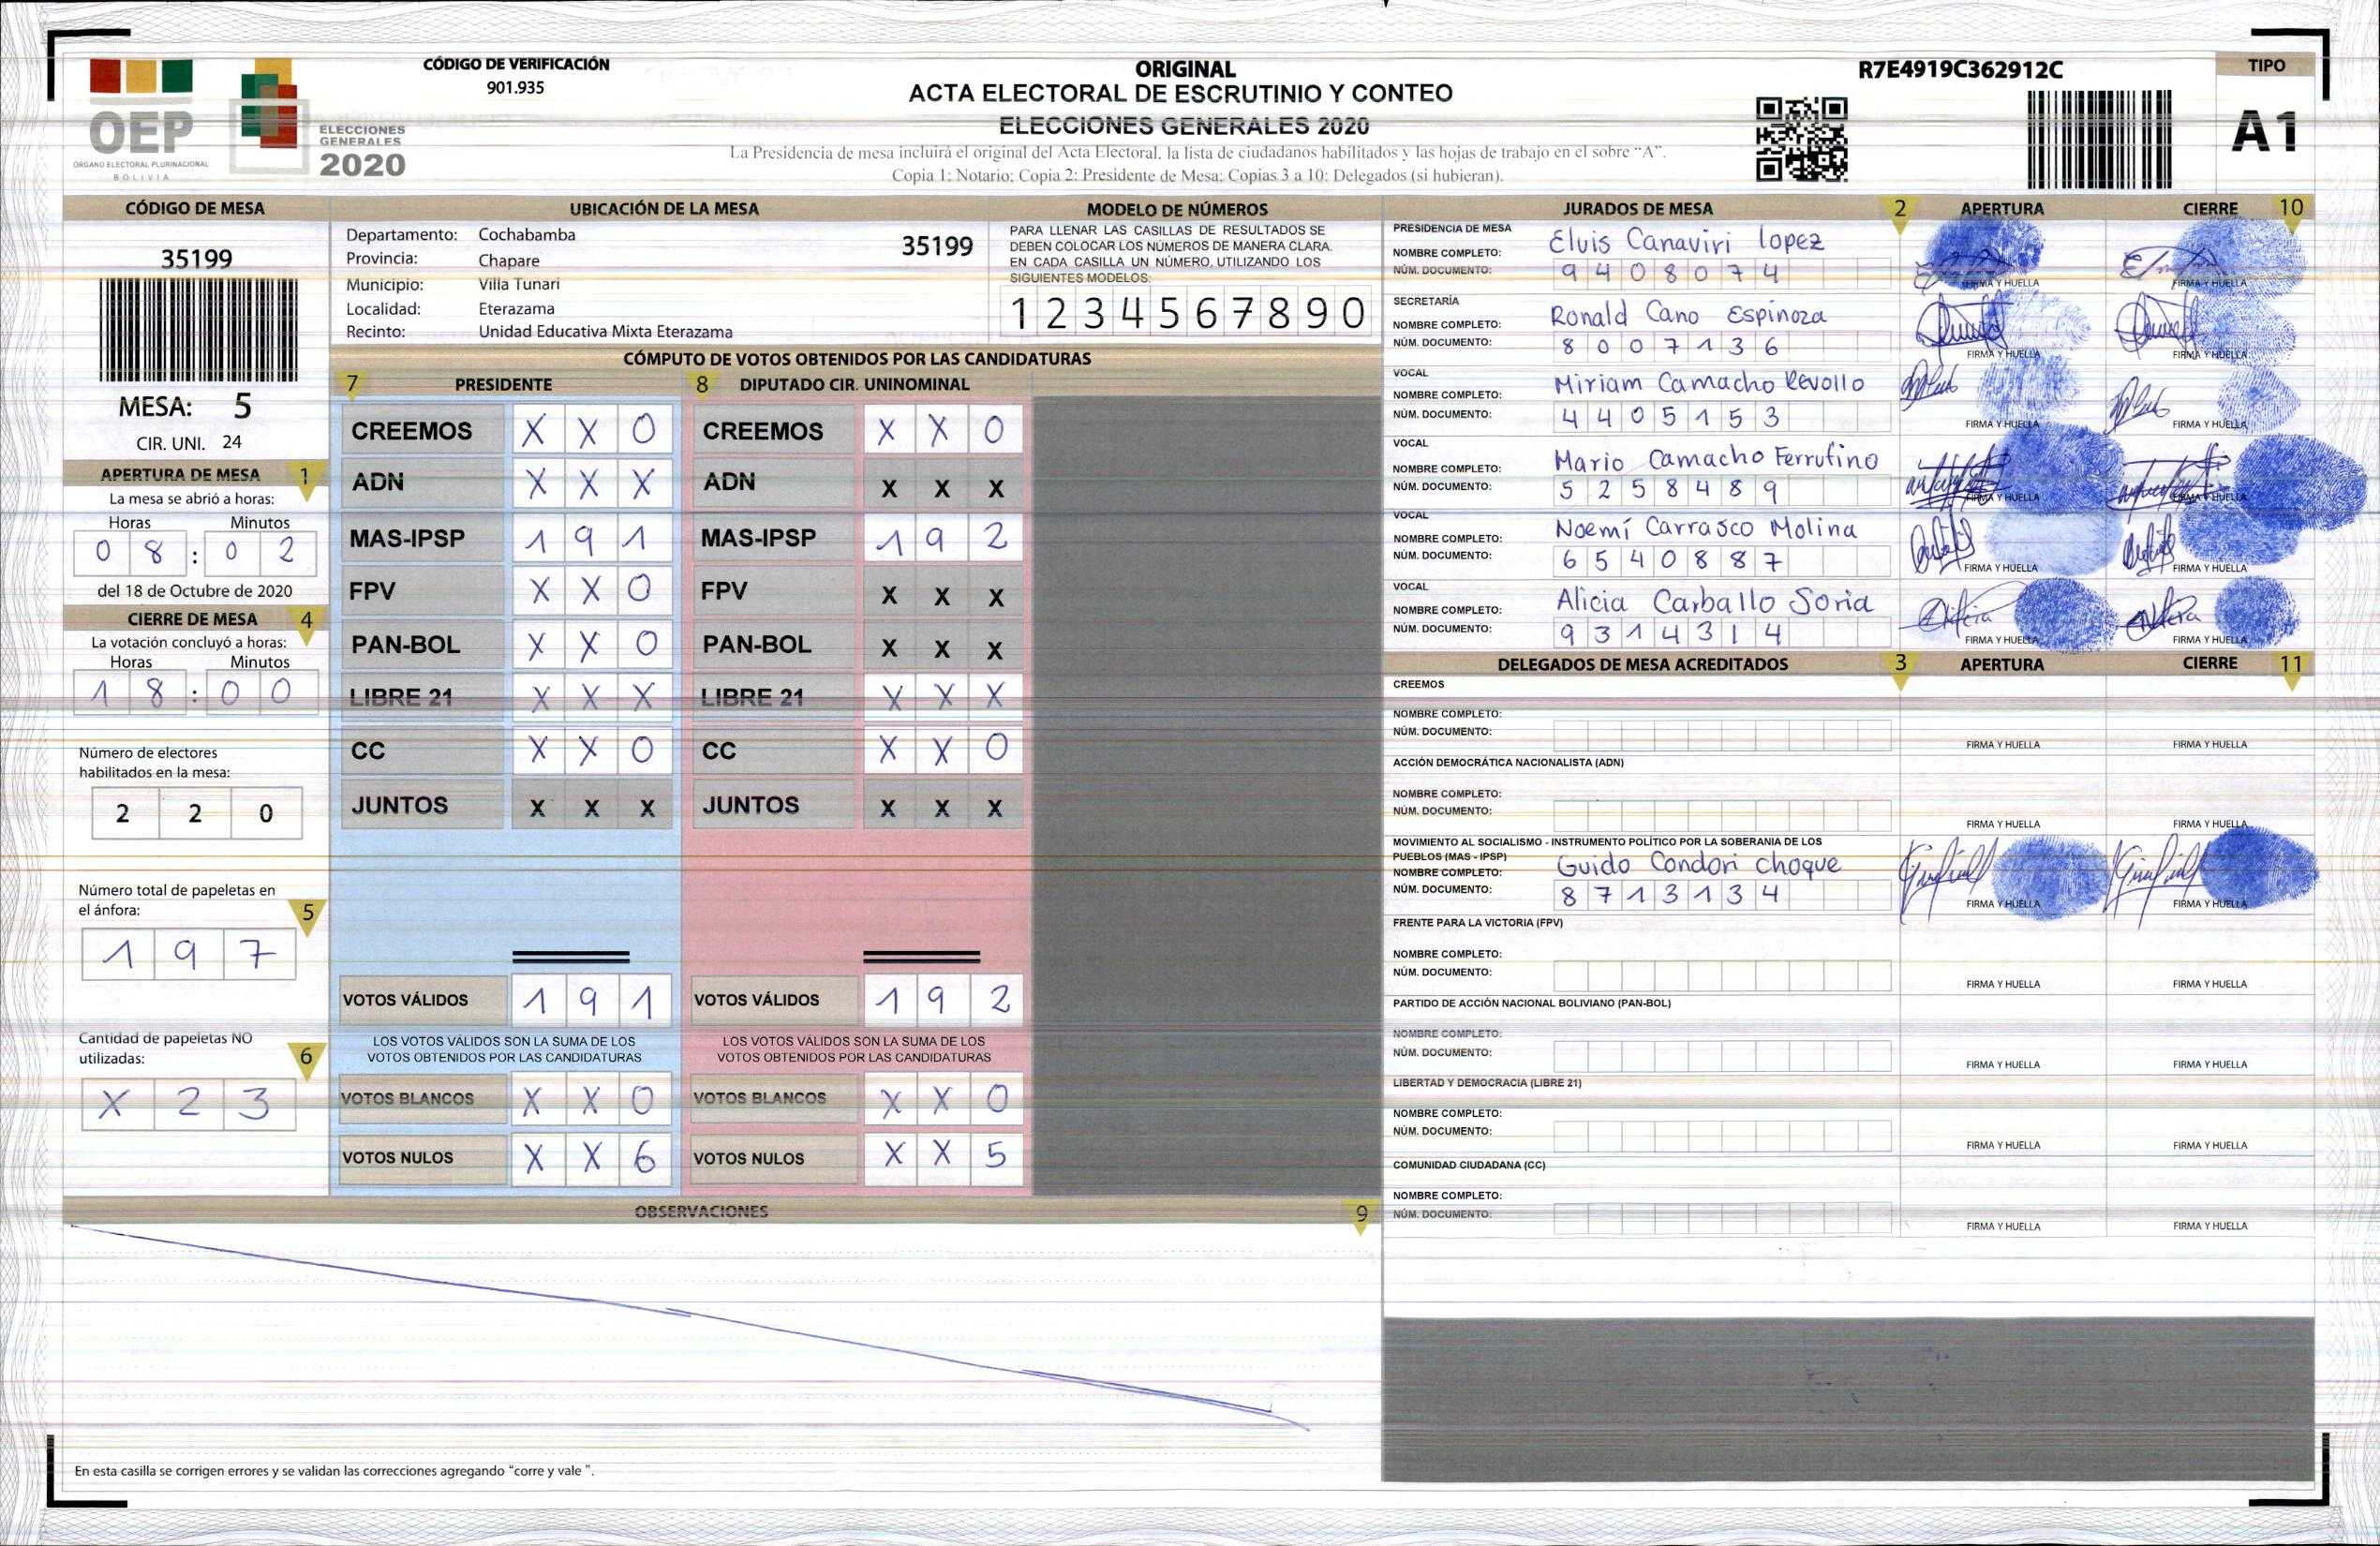 OEP
ÓRGANO ELECTORAL PLURINACIONAL
BOLIVIA
ELECCIONES
GENERALES
2020
CÓDIGO DE VERIFICACIÓN
901.935
ORIGINAL
ACTA ELECTORAL DE ESCRUTINIO Y CONTEO
ELECCIONES GENERALES 2020
La Presidencia de mesa incluirá el original del Acta Electoral, la lista de ciudadanos habilitados y las hojas de trabajo en el sobre "A".
Copia 1: Notario; Copia 2: Presidente de Mesa; Copias 3 a 10: Delegados (si hubieran).
R7E4919C362912C
TIPO
A1
CÓDIGO DE MESA
35199
MESA: 5
CIR. UNI. 24
APERTURA DE MESA 1
La mesa se abrió a horas:
Horas Minutos
0 8 : 0 2
del 18 de Octubre de 2020
CIERRE DE MESA 4
La votación concluyó a horas:
Horas Minutos
1 8 : 0 0
Número de electores
habilitados en la mesa:
2 2 0
Número total de papeletas en
el ánfora: 5
1 9 7
Cantidad de papeletas NO
utilizadas: 6
X 2 3
UBICACIÓN DE LA MESA
Departamento: Cochabamba
35199
Provincia: Chapare
Municipio: Villa Tunari
Localidad: Eterazama
Recinto: Unidad Educativa Mixta Eterazama
MODELO DE NÚMEROS
PARA LLENAR LAS CASILLAS DE RESULTADOS SE
DEBEN COLOCAR LOS NÚMEROS DE MANERA CLARA.
EN CADA CASILLA UN NÚMERO, UTILIZANDO LOS
SIGUIENTES MODELOS:
1 2 3 4 5 6 7 8 9 0
CÓMPUTO DE VOTOS OBTENIDOS POR LAS CANDIDATURAS
7 PRESIDENTE 8 DIPUTADO CIR. UNINOMINAL
CREEMOS X X 0 CREEMOS X X 0
ADN X X X ADN X X X
MAS-IPSP 1 9 1 MAS-IPSP 1 9 2
FPV X X 0 FPV X X X
PAN-BOL X X 0 PAN-BOL X X X
LIBRE 21 X X X LIBRE 21 X X X
CC X X 0 CC X X 0
JUNTOS X X X JUNTOS X X X
VOTOS VÁLIDOS 1 9 1 VOTOS VÁLIDOS 1 9 2
LOS VOTOS VÁLIDOS SON LA SUMA DE LOS LOS VOTOS VÁLIDOS SON LA SUMA DE LOS
VOTOS OBTENIDOS POR LAS CANDIDATURAS VOTOS OBTENIDOS POR LAS CANDIDATURAS
VOTOS BLANCOS X X 0 VOTOS BLANCOS X X 0
VOTOS NULOS X X 6 VOTOS NULOS X X 5
OBSERVACIONES 9
En esta casilla se corrigen errores y se validan las correcciones agregando "corre y vale ".
JURADOS DE MESA 2 APERTURA CIERRE 10
PRESIDENCIA DE MESA
NOMBRE COMPLETO: Elvis Canaviri lopez
NÚM. DOCUMENTO: 9 4 0 8 0 7 4
FIRMA Y HUELLA FIRMA Y HUELLA
SECRETARÍA
NOMBRE COMPLETO: Ronald Cano Espinoza
NÚM. DOCUMENTO: 8 0 0 7 1 3 6
FIRMA Y HUELLA FIRMA Y HUELLA
VOCAL
NOMBRE COMPLETO: Miriam Camacho Revollo
NÚM. DOCUMENTO: 4 4 0 5 1 5 3
FIRMA Y HUELLA FIRMA Y HUELLA
VOCAL
NOMBRE COMPLETO: Mario Camacho Ferrufino
NÚM. DOCUMENTO: 5 2 5 8 4 8 9
FIRMA Y HUELLA FIRMA Y HUELLA
VOCAL
NOMBRE COMPLETO: Noemí Carrasco Molina
NÚM. DOCUMENTO: 6 5 4 0 8 8 7
FIRMA Y HUELLA FIRMA Y HUELLA
VOCAL
NOMBRE COMPLETO: Alicia Carballo Soria
NÚM. DOCUMENTO: 9 3 1 4 3 1 4
FIRMA Y HUELLA FIRMA Y HUELLA
DELEGADOS DE MESA ACREDITADOS 3 APERTURA CIERRE 11
CREEMOS
NOMBRE COMPLETO:
NÚM. DOCUMENTO:
FIRMA Y HUELLA FIRMA Y HUELLA
ACCIÓN DEMOCRÁTICA NACIONALISTA (ADN)
NOMBRE COMPLETO:
NÚM. DOCUMENTO:
FIRMA Y HUELLA FIRMA Y HUELLA
MOVIMIENTO AL SOCIALISMO - INSTRUMENTO POLÍTICO POR LA SOBERANIA DE LOS
PUEBLOS (MAS - IPSP)
NOMBRE COMPLETO: Guido Condori choque
NÚM. DOCUMENTO: 8 7 1 3 1 3 4
FIRMA Y HUELLA FIRMA Y HUELLA
FRENTE PARA LA VICTORIA (FPV)
NOMBRE COMPLETO:
NÚM. DOCUMENTO:
FIRMA Y HUELLA FIRMA Y HUELLA
PARTIDO DE ACCIÓN NACIONAL BOLIVIANO (PAN-BOL)
NOMBRE COMPLETO:
NÚM. DOCUMENTO:
FIRMA Y HUELLA FIRMA Y HUELLA
LIBERTAD Y DEMOCRACIA (LIBRE 21)
NOMBRE COMPLETO:
NÚM. DOCUMENTO:
FIRMA Y HUELLA FIRMA Y HUELLA
COMUNIDAD CIUDADANA (CC)
NOMBRE COMPLETO:
NÚM. DOCUMENTO:
FIRMA Y HUELLA FIRMA Y HUELLA